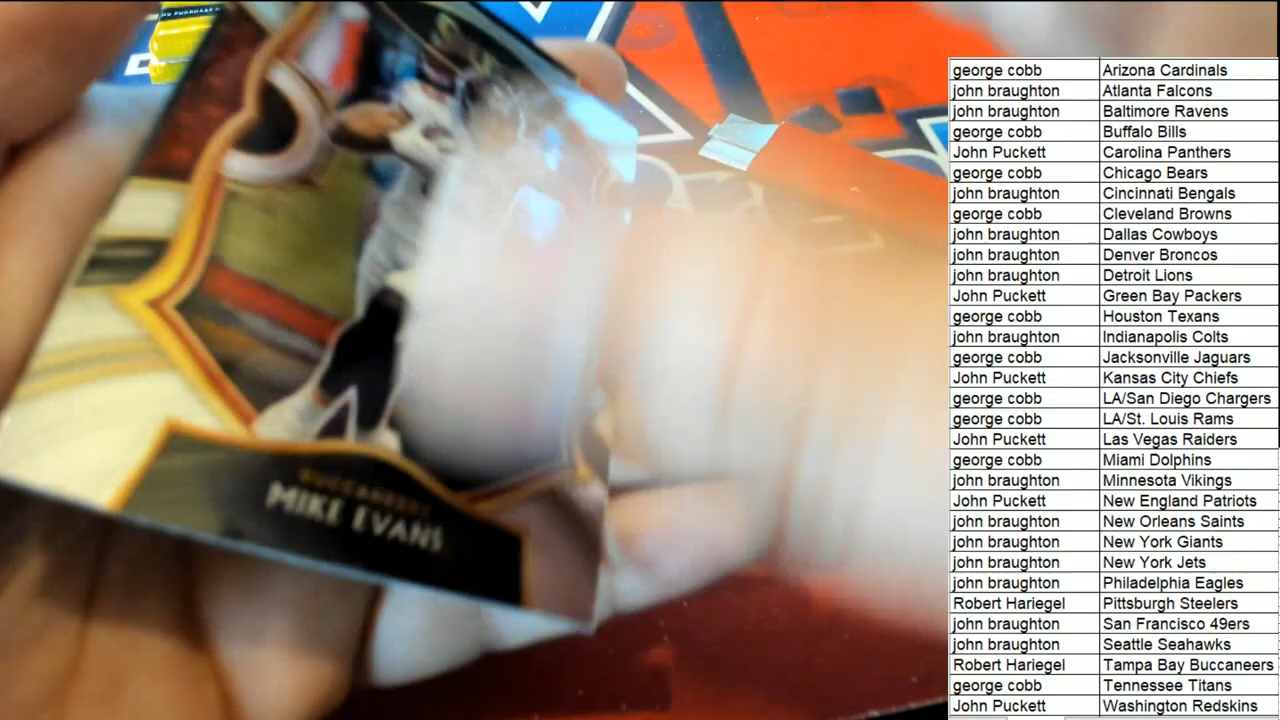 BUCCANEERS
MIKE EVANS
george cobb Arizona Cardinals
john braughton Atlanta Falcons
john braughton Baltimore Ravens
george cobb Buffalo Bills
John Puckett Carolina Panthers
george cobb Chicago Bears
john braughton Cincinnati Bengals
george cobb Cleveland Browns
john braughton Dallas Cowboys
john braughton Denver Broncos
john braughton Detroit Lions
John Puckett Green Bay Packers
george cobb Houston Texans
john braughton Indianapolis Colts
george cobb Jacksonville Jaguars
John Puckett Kansas City Chiefs
george cobb LA/San Diego Chargers
george cobb LA/St. Louis Rams
John Puckett Las Vegas Raiders
george cobb Miami Dolphins
john braughton Minnesota Vikings
John Puckett New England Patriots
john braughton New Orleans Saints
john braughton New York Giants
john braughton New York Jets
john braughton Philadelphia Eagles
Robert Hariegel Pittsburgh Steelers
john braughton San Francisco 49ers
john braughton Seattle Seahawks
Robert Hariegel Tampa Bay Buccaneers
george cobb Tennessee Titans
John Puckett Washington Redskins